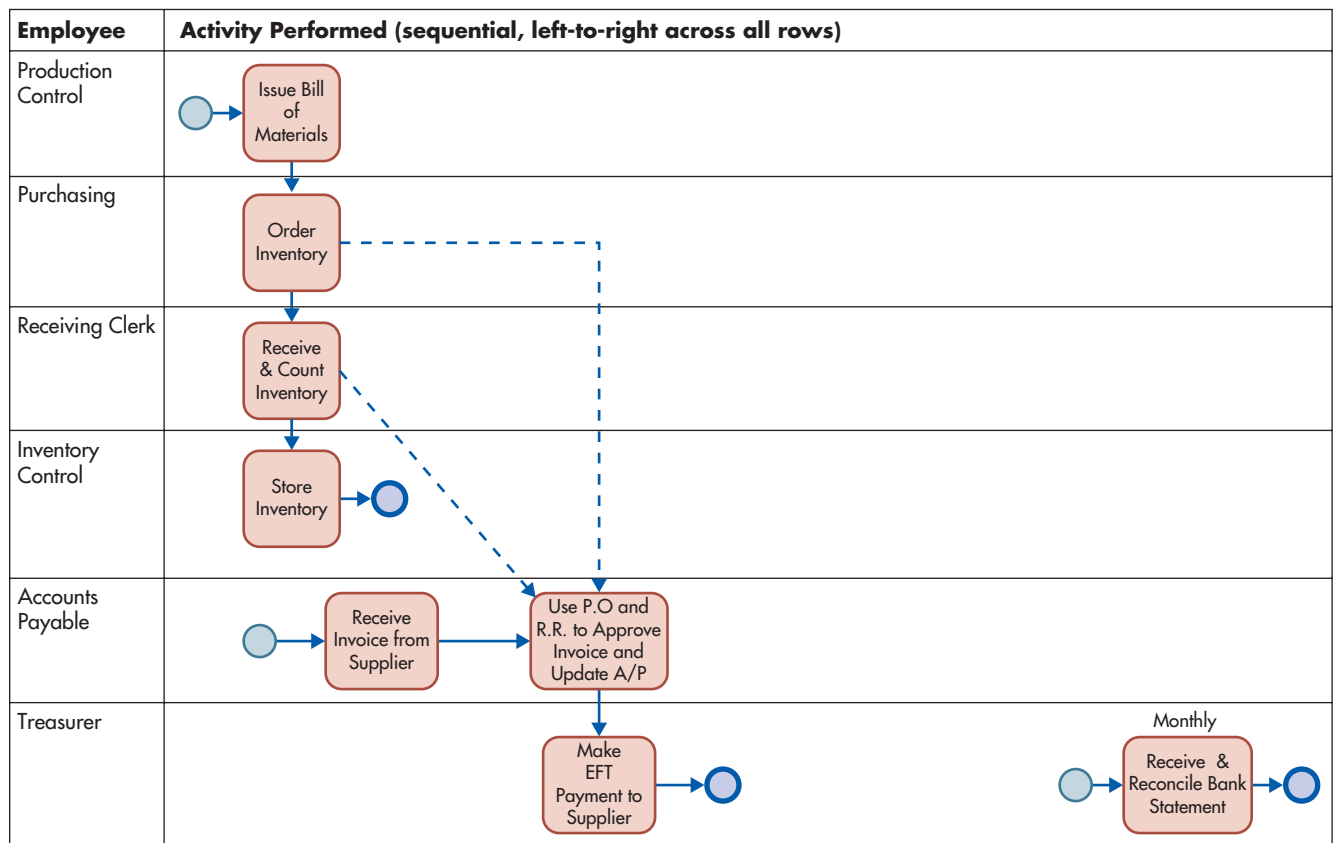 Employee
Activity Performed (sequential, left-to-right across all rows)
Production
Control
Issue Bill
of
Materials
Purchasing
Order
Inventory
Receiving Clerk
Receive
& Count
Inventory
Inventory
Control
Store
Inventory
Accounts
Payable
Receive
Invoice from
Supplier
Use P.O and
R.R. to Approve
Invoice and
Update A/P
Treasurer
Make
EFT
Payment to
Supplier
Monthly
Receive &
Reconcile Bank
Statement